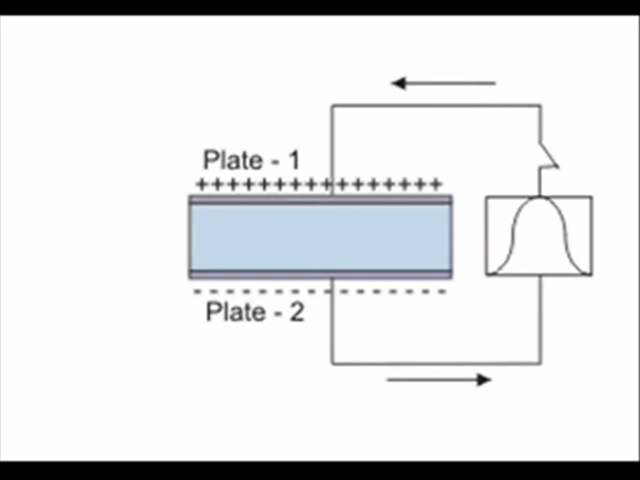 Plate - 1
+++++++++++++++
- - - - - - - - - - - - - - - -
Plate - 2